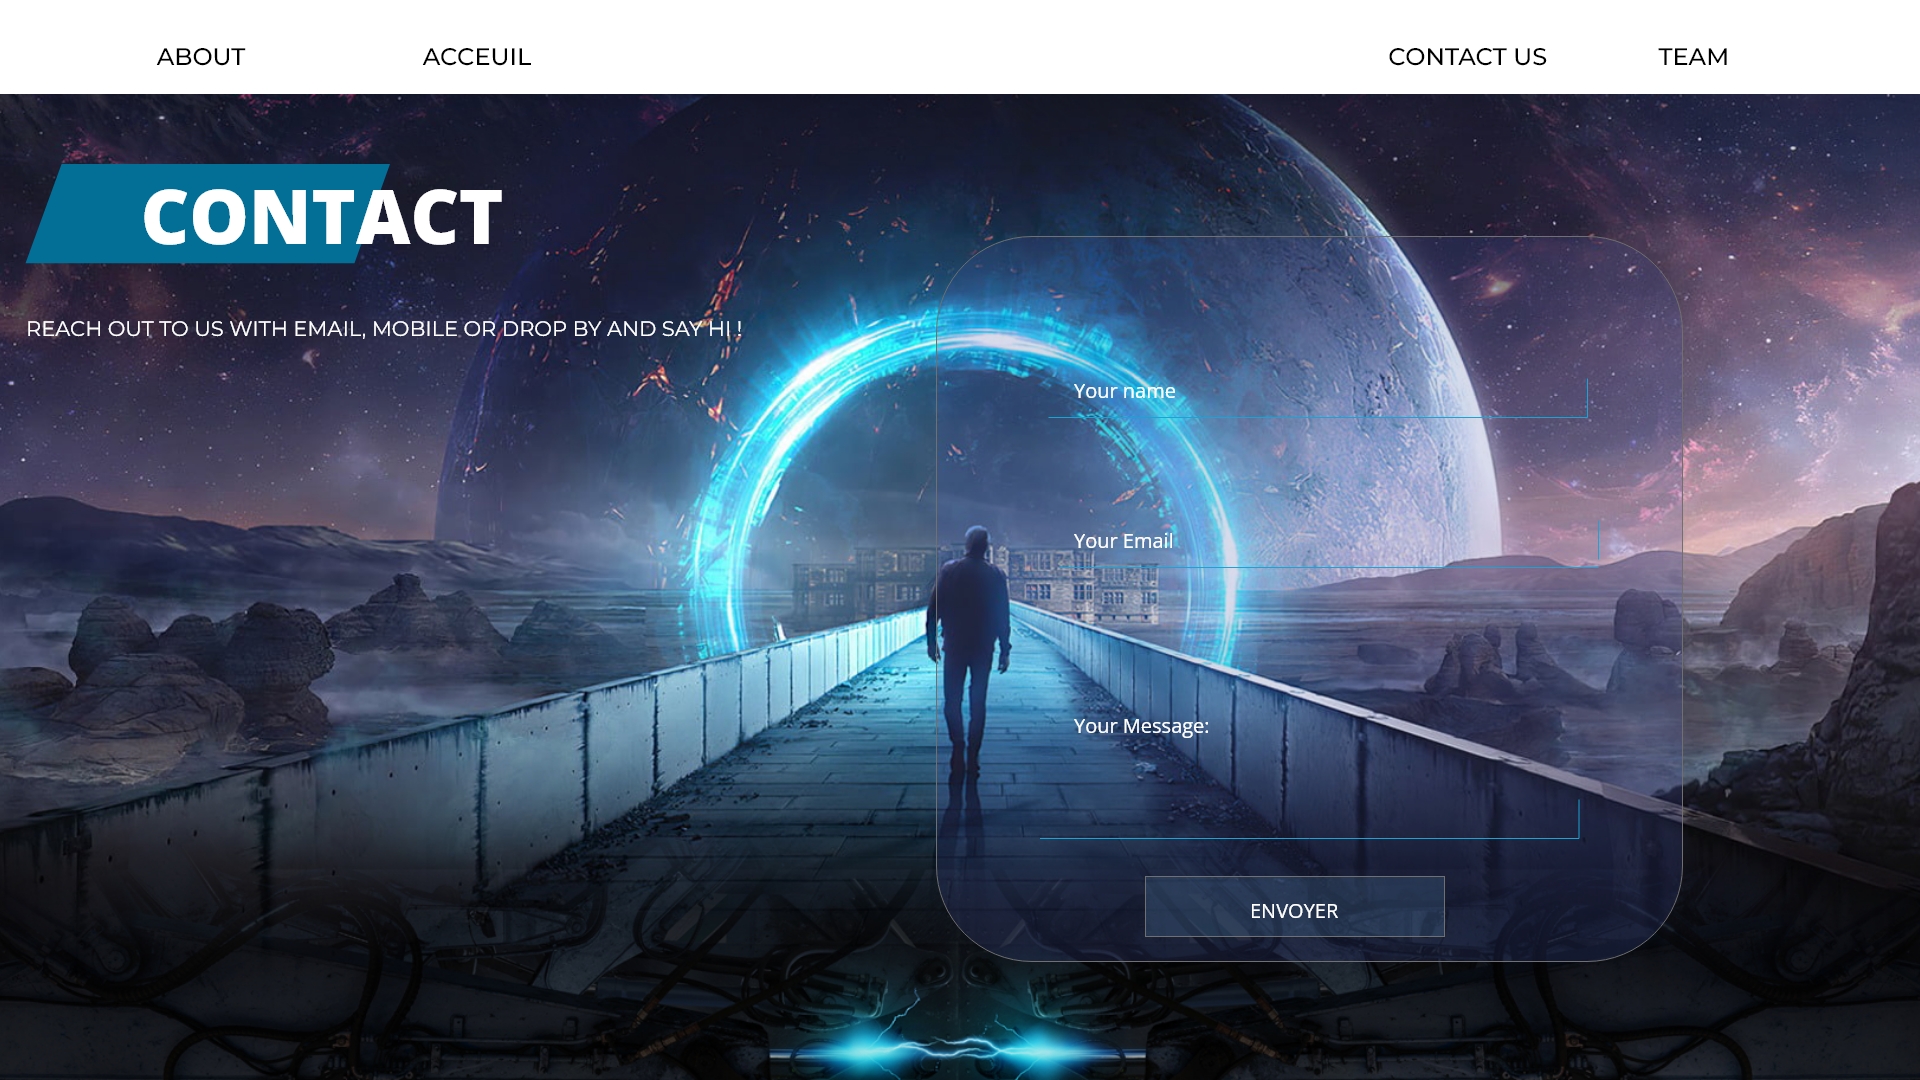 ABOUT ACCEUIL CONTACT US TEAM
CONTACT
REACH OUT TO US WITH EMAIL, MOBILE OR DROP BY AND SAY HI !
Your name
Your Email
Your Message:
ENVOYER